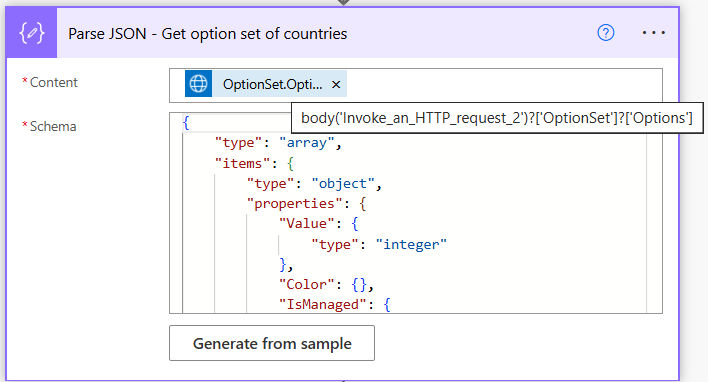 Parse JSON - Get option set of countries
? ...
* Content
OptionSet.Opti... ×
body('Invoke_an_HTTP_request_2')?['OptionSet']?['Options']
* Schema
{
"type": "array",
"items": {
"type": "object",
"properties": {
"Value": {
"type": "integer"
},
"Color": {},
"IsManaged": {
Generate from sample